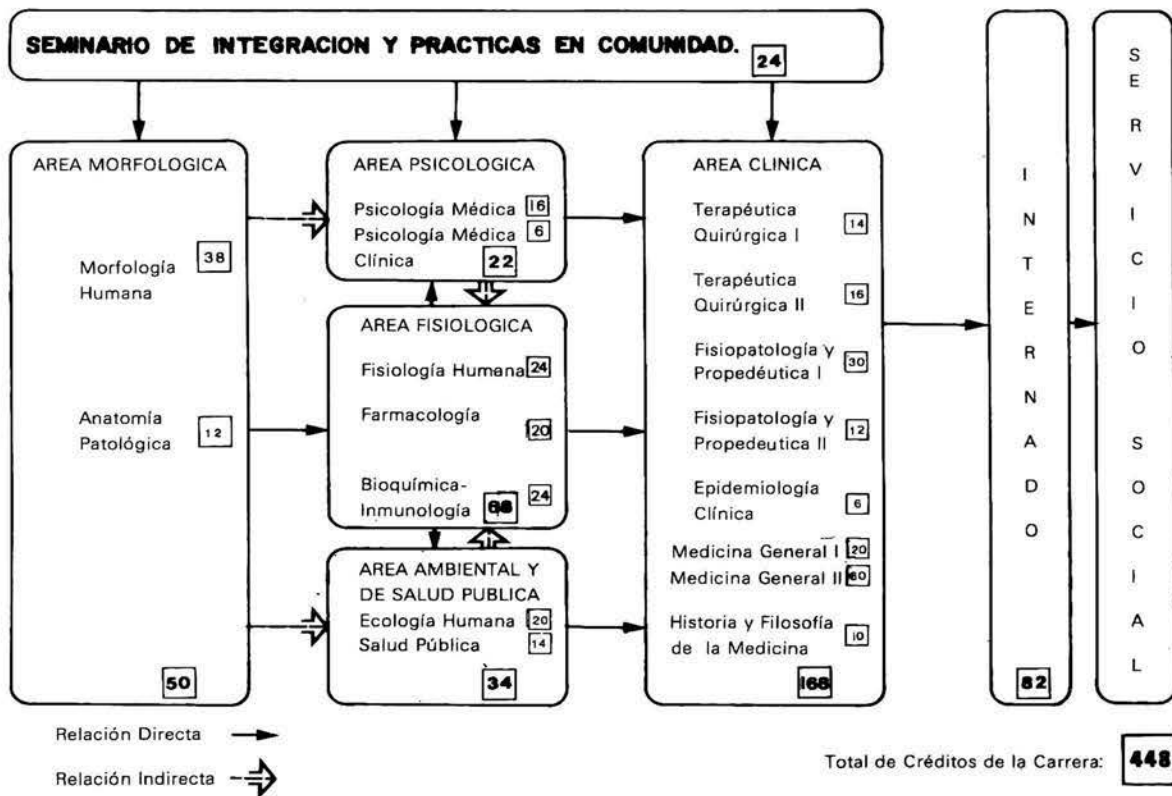 SEMINARIO DE INTEGRACION Y PRACTICAS EN COMUNIDAD. 24
AREA MORFOLOGICA
Morfología 38
Humana
Anatomía
Patológica 12
50
AREA PSICOLOGICA
Psicología Médica 16
Psicología Médica 6
Clínica 22
AREA FISIOLOGICA
Fisiología Humana 24
Farmacología
20
Bioquímica- 24
Inmunología 68
AREA AMBIENTAL Y
DE SALUD PUBLICA
Ecología Humana 20
Salud Pública 14
34
AREA CLINICA
Terapéutica
Quirúrgica I 14
Terapéutica
Quirúrgica II 16
Fisiopatología y
Propedéutica I 30
Fisiopatología y
Propedeutica II 12
Epidemiología
Clínica 6
Medicina General I 20
Medicina General II 60
Historia y Filosofía
de la Medicina 10
168
INTERNADO
82
SERVICIO SOCIAL
Relación Directa
Relación Indirecta
Total de Créditos de la Carrera: 448